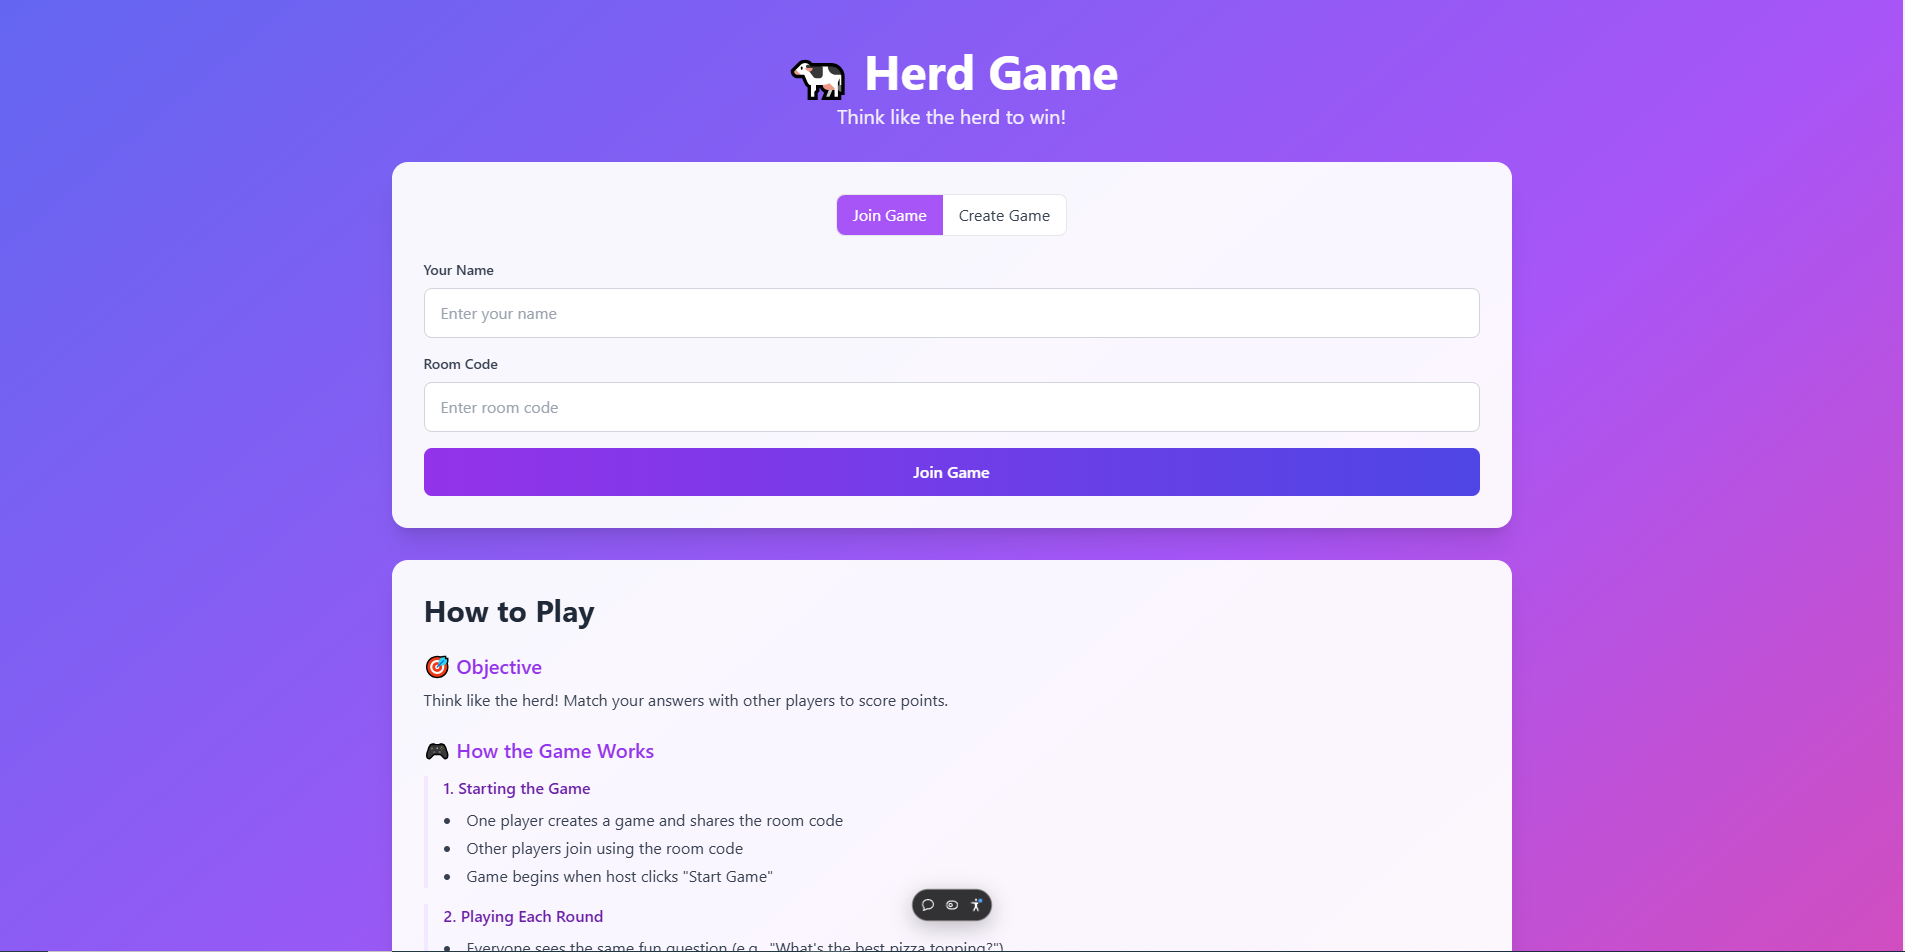 Herd Game
Think like the herd to win!
Join Game
Create Game
Your Name
Enter your name
Room Code
Enter room code
Join Game
How to Play
Objective
Think like the herd! Match your answers with other players to score points.
How the Game Works
1. Starting the Game
One player creates a game and shares the room code
Other players join using the room code
Game begins when host clicks "Start Game"
2. Playing Each Round
Everyone sees the same fun question (e.g., "What's the best pizza topping?")